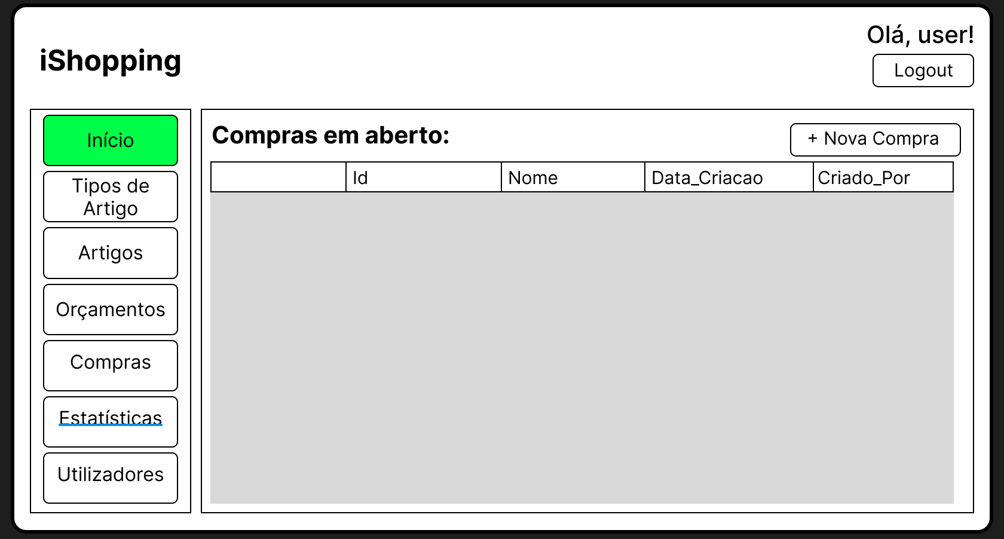 iShopping
Olá, user!
Logout
Início
Tipos de
Artigo
Artigos
Orçamentos
Compras
Estatísticas
Utilizadores
Compras em aberto:
+ Nova Compra
Id
Nome
Data_Criacao
Criado_Por